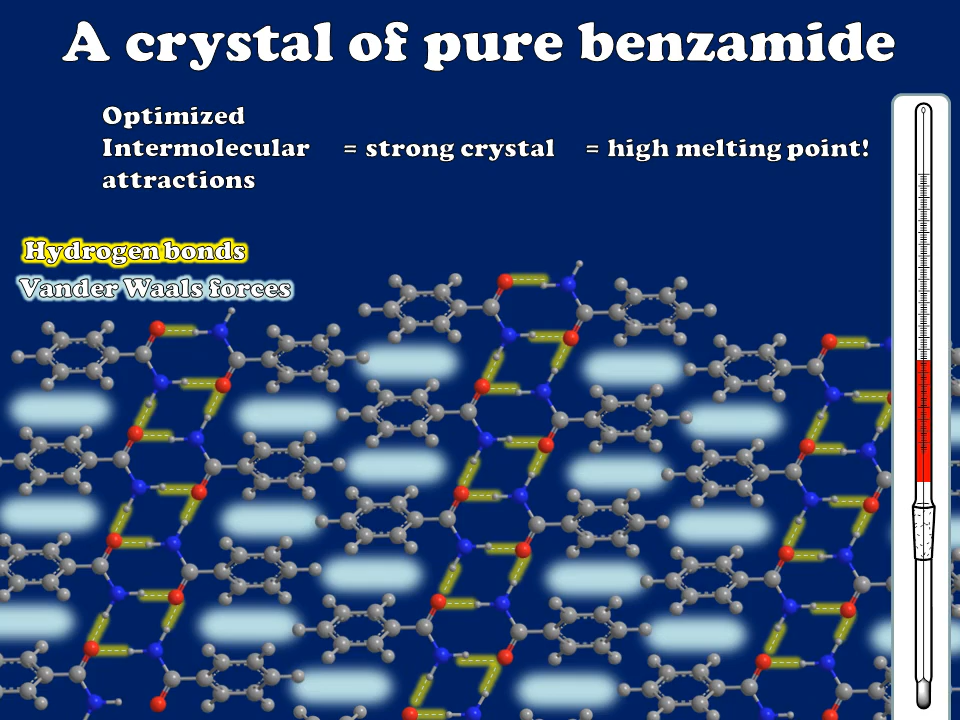 A crystal of pure benzamide
Optimized
Intermolecular = strong crystal = high melting point!
attractions
Hydrogen bonds
Vander Waals forces